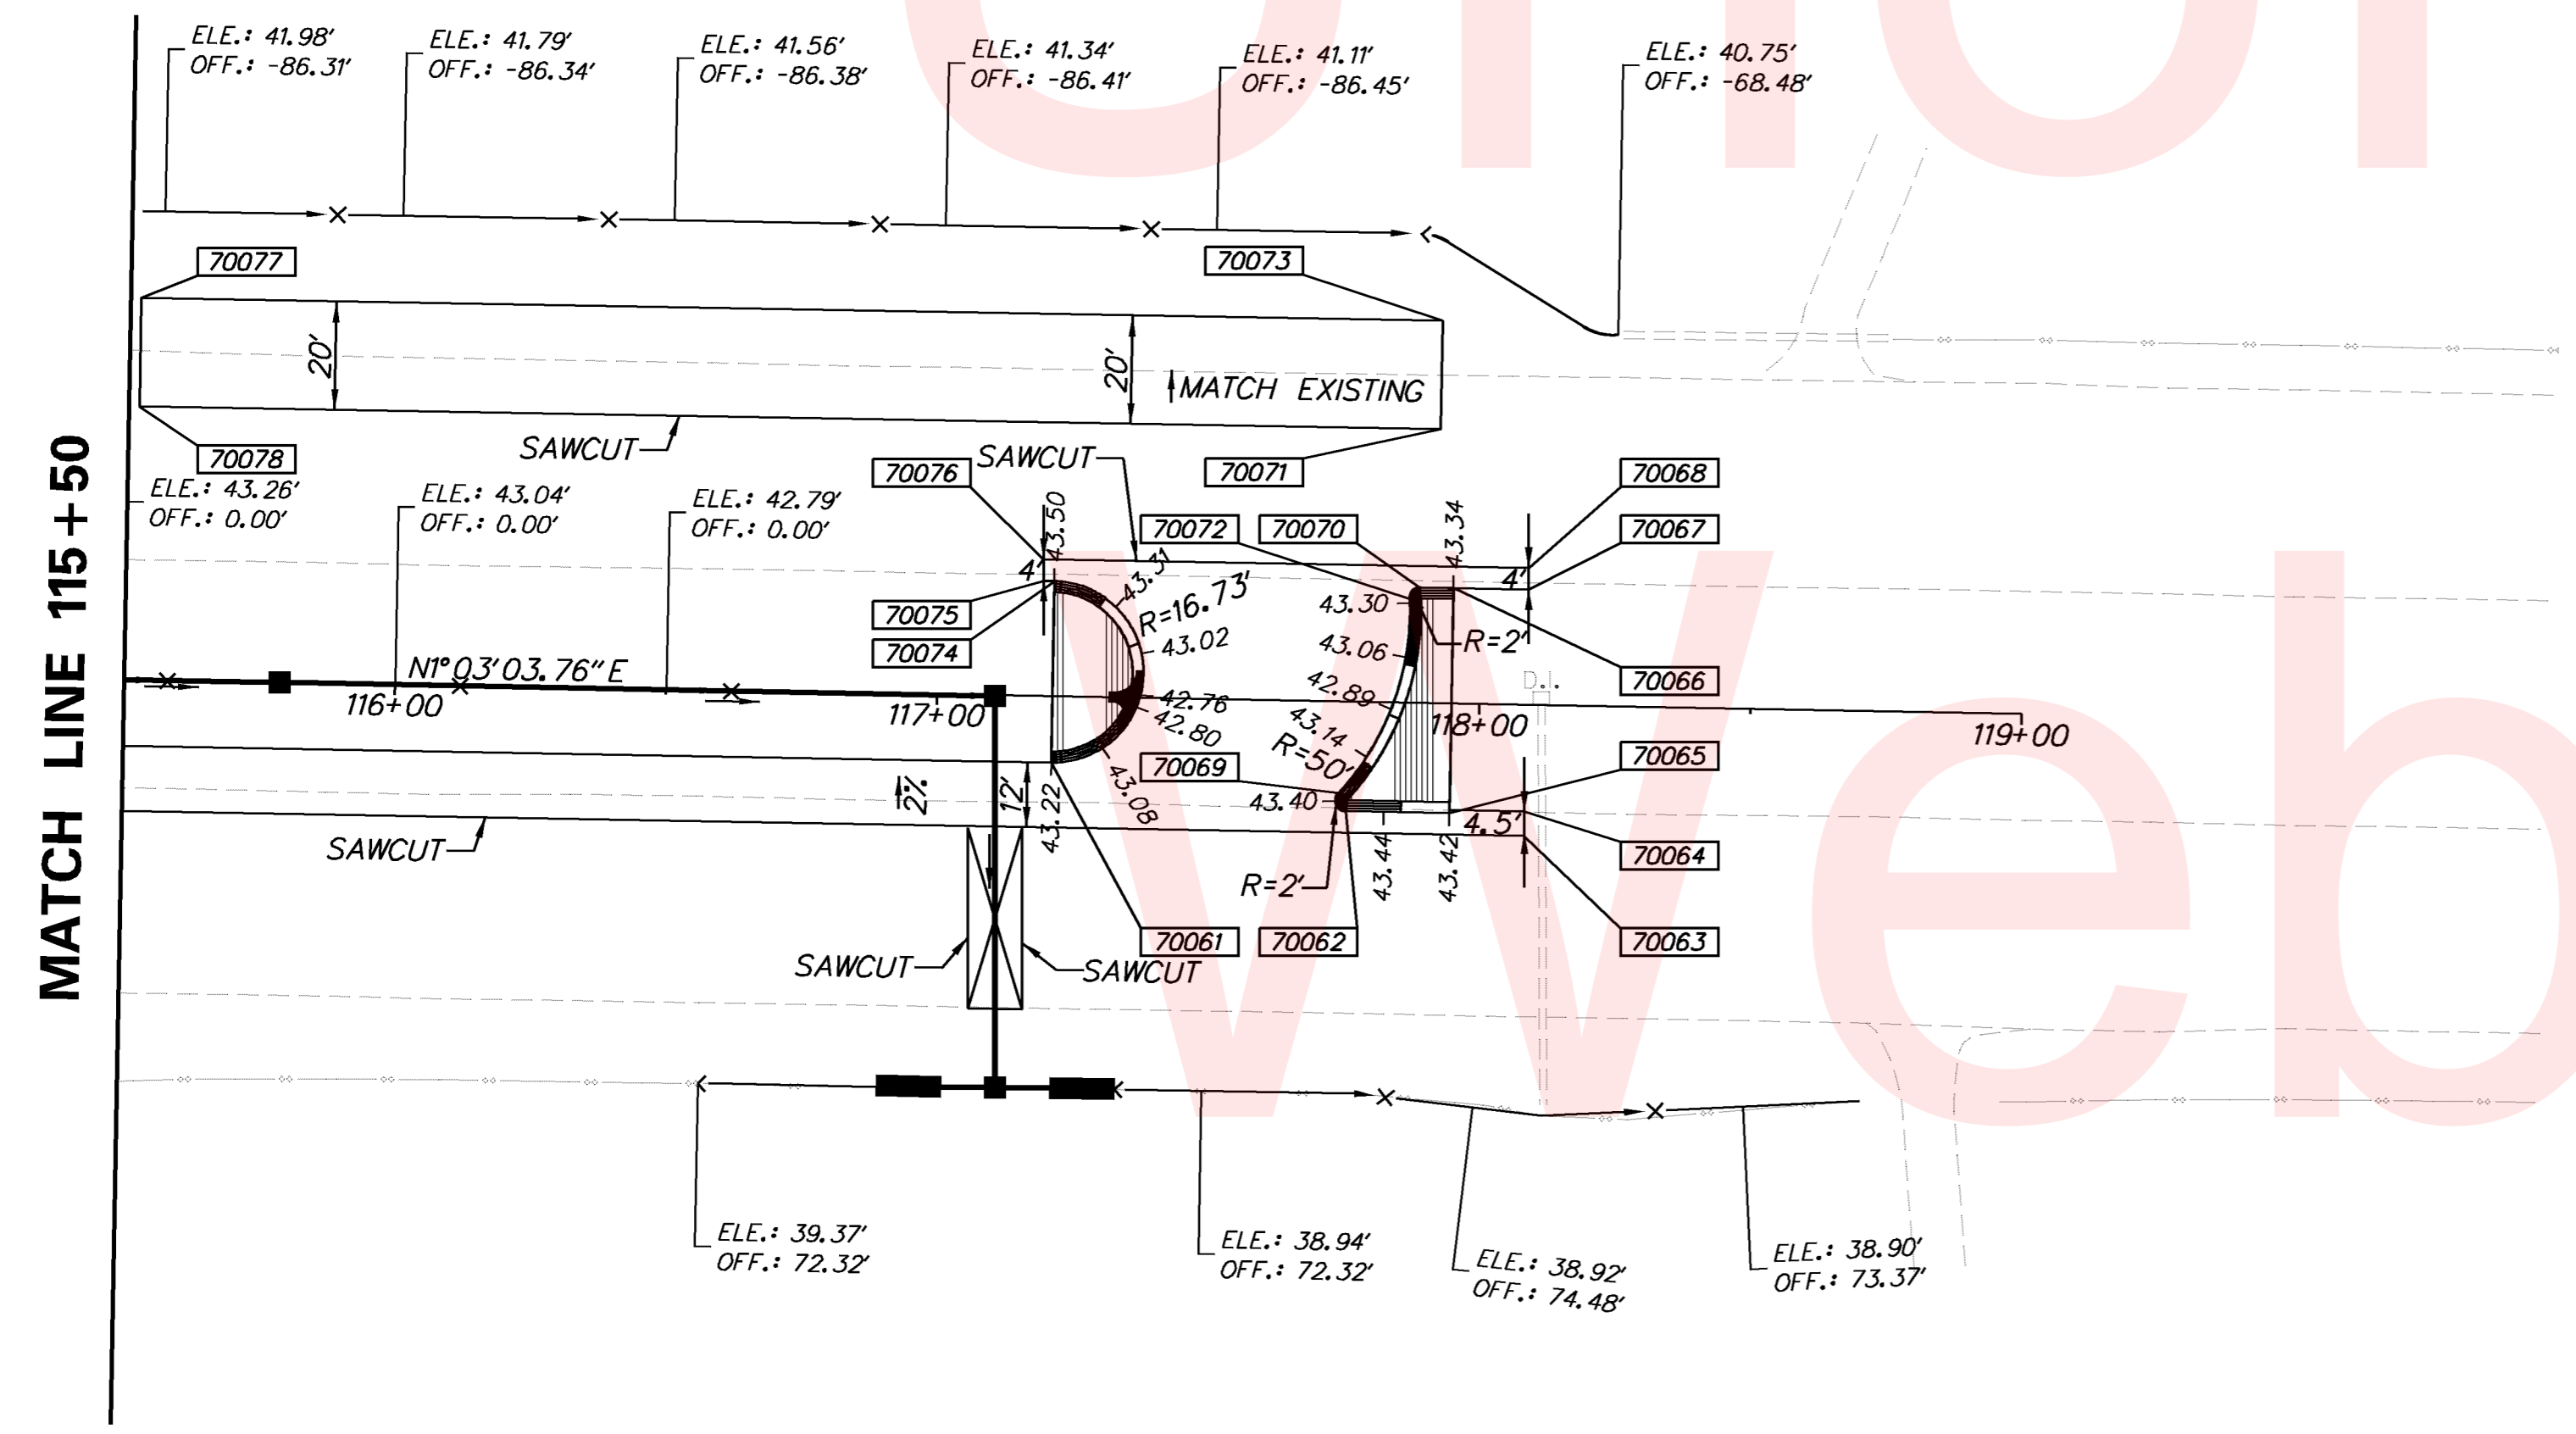 ELE.: 41.98'
OFF.: -86.31'
ELE.: 41.79'
OFF.: -86.34'
ELE.: 41.56'
OFF.: -86.38'
ELE.: 41.34'
OFF.: -86.41'
ELE.: 41.11'
OFF.: -86.45'
ELE.: 40.75'
OFF.: -68.48'
70077
70073
20'
20'
MATCH EXISTING
SAWCUT
SAWCUT
70078
70076
70071
70068
ELE.: 43.26'
OFF.: 0.00'
ELE.: 43.04'
OFF.: 0.00'
ELE.: 42.79'
OFF.: 0.00'
43.50
70072
70070
43.34
70067
4'
43.31
4'
70075
R=16.73'
43.30
R=2'
70074
43.02
43.06
70066
N1° 03' 03.76" E
42.76
42.80
42.89
D.I.
116+00
117+00
43.14
118+00
119+00
R=50'
70069
70065
MATCH LINE 115+50
2%
12'
43.22
43.08
43.40
4.5'
SAWCUT
43.44
43.42
70064
R=2'
70061
70062
70063
SAWCUT
SAWCUT
ELE.: 39.37'
OFF.: 72.32'
ELE.: 38.94'
OFF.: 72.32'
ELE.: 38.92'
OFF.: 74.48'
ELE.: 38.90'
OFF.: 73.37'
Web